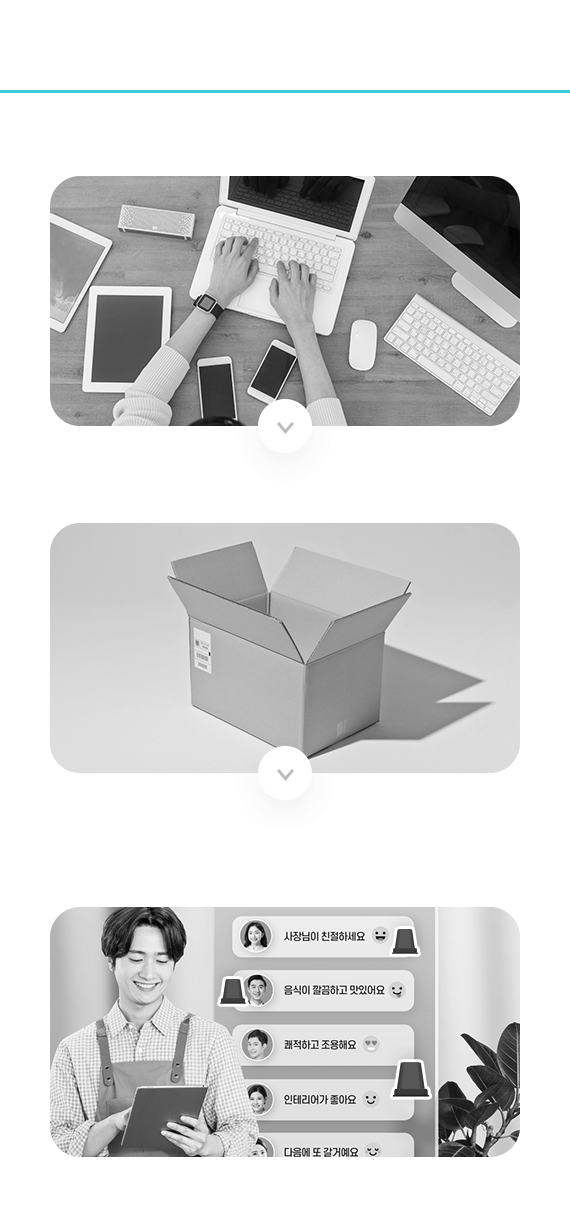 사장님이 친절하세요
음식이 깔끔하고 맛있어요
쾌적하고 조용해요
인테리어가 좋아요
다음에 또 갈거예요